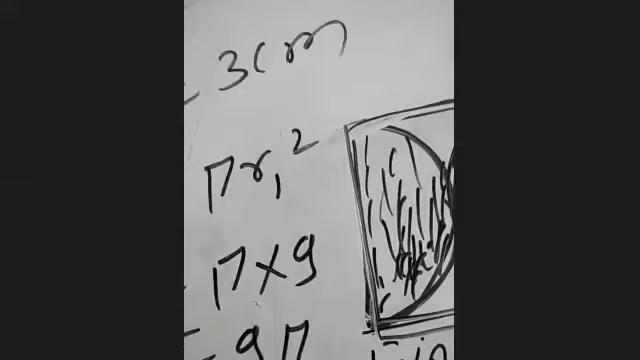 = 3cm
πr₁²
= π×9
= 9π